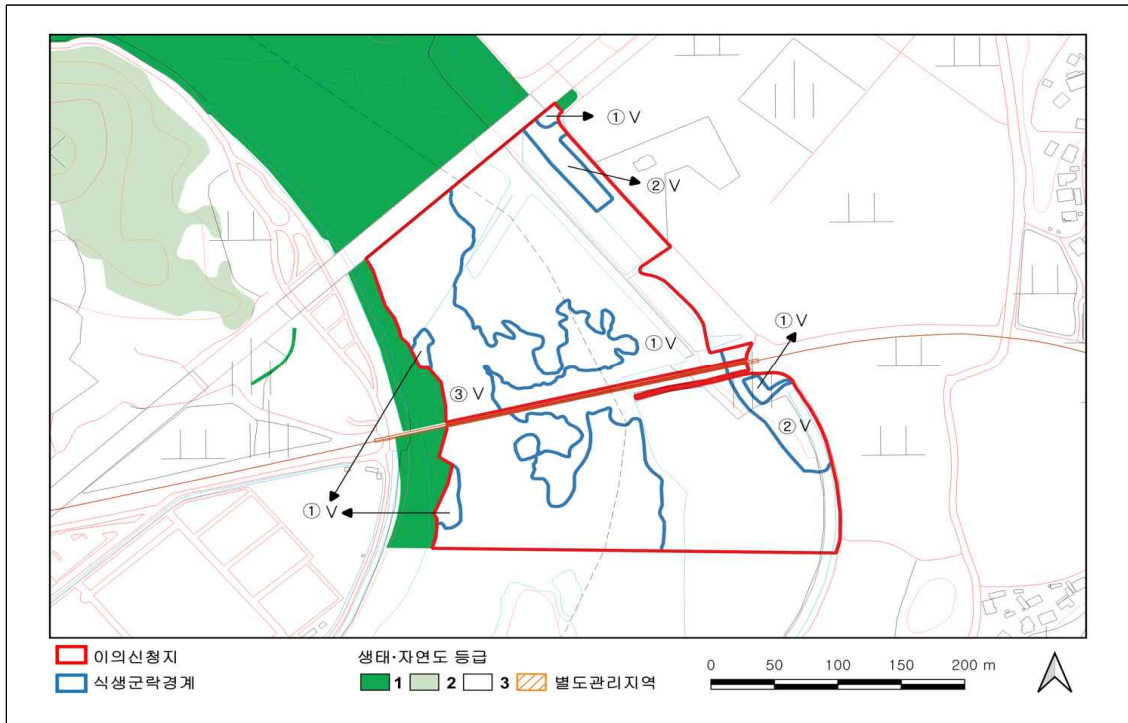 ① V
② V
① V
① V
③ V
② V
① V
이의신청지
식생군락경계
생태·자연도 등급
1 2 3 별도관리지역
0 50 100 150 200 m